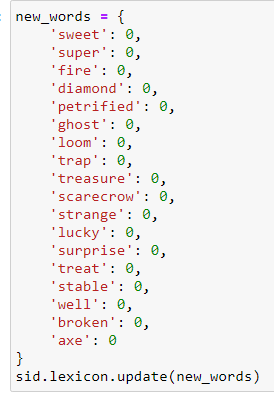 new_words = {
    'sweet': 0,
    'super': 0,
    'fire': 0,
    'diamond': 0,
    'petrified': 0,
    'ghost': 0,
    'loom': 0,
    'trap': 0,
    'treasure': 0,
    'scarecrow': 0,
    'strange': 0,
    'lucky': 0,
    'surprise': 0,
    'treat': 0,
    'stable': 0,
    'well': 0,
    'broken': 0,
    'axe': 0
}
sid.lexicon.update(new_words)